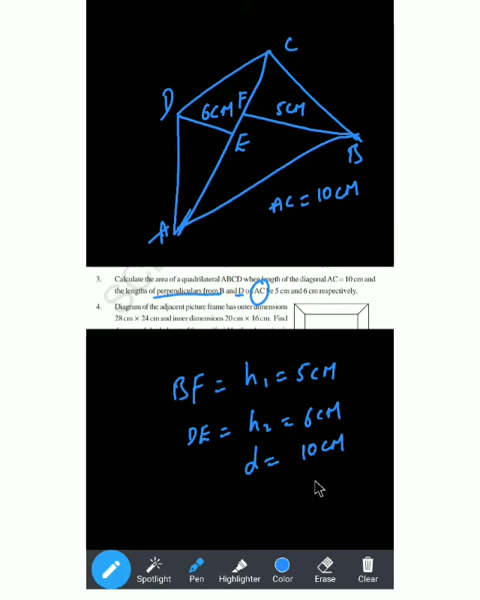 C
D
6CM F 5CM
E
B
A
AC = 10CM
3. Calculate the area of a quadrilateral ABCD when length of the diagonal AC = 10 cm and
the lengths of perpendiculars from B and D on AC be 5 cm and 6 cm respectively.
4. Diagram of the adjacent picture frame has outer dimensions
28 cm × 24 cm and inner dimensions 20 cm × 16 cm. Find
BF = h₁ = 5CM
DE = h₂ = 6CM
d = 10CM
Spotlight Pen Highlighter Color Erase Clear